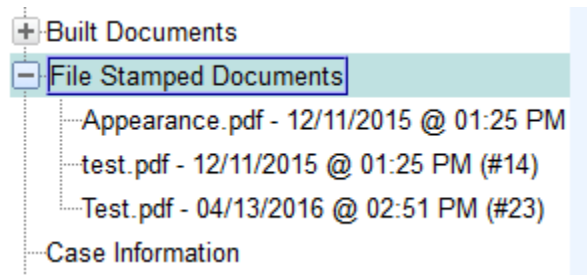 Built Documents
File Stamped Documents
Appearance.pdf - 12/11/2015 @ 01:25 PM
test.pdf - 12/11/2015 @ 01:25 PM (#14)
Test.pdf - 04/13/2016 @ 02:51 PM (#23)
Case Information